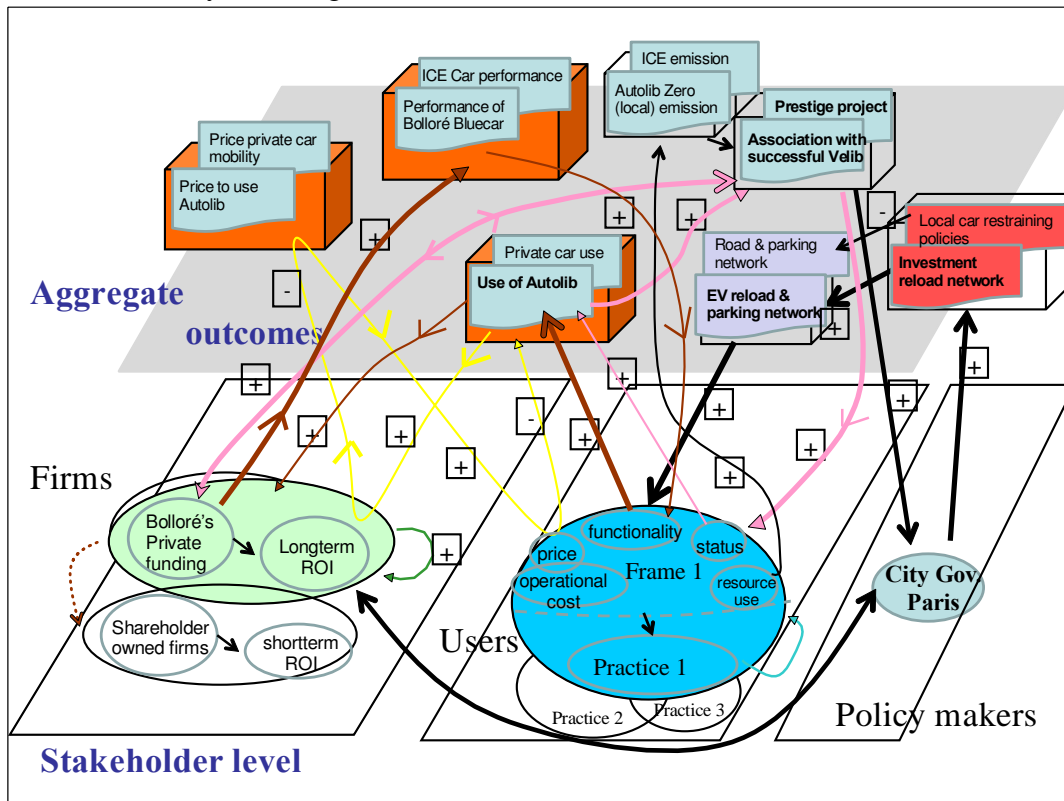 ICE emission
ICE Car performance
Autolib Zero
(local) emission
Performance of
Bolloré Bluecar
Prestige project
Association with
successful Velib
Price private car
mobility
Price to use
Autolib
+
+
+
-
Local car restraining
policies
Investment
reload network
Road & parking
network
EV reload &
parking network
+
Private car use
Use of Autolib
-
Aggregate
outcomes
+
+
+
+
+
+
-
+
+
+
+
+
+
Firms
Bolloré's
Private
funding
Longterm
ROI
+
functionality
price
status
operational
cost
Frame 1
resource
use
City Gov.
Paris
Shareholder
owned firms
shortterm
ROI
Users
Practice 1
Practice 2
Practice 3
Policy makers
Stakeholder level